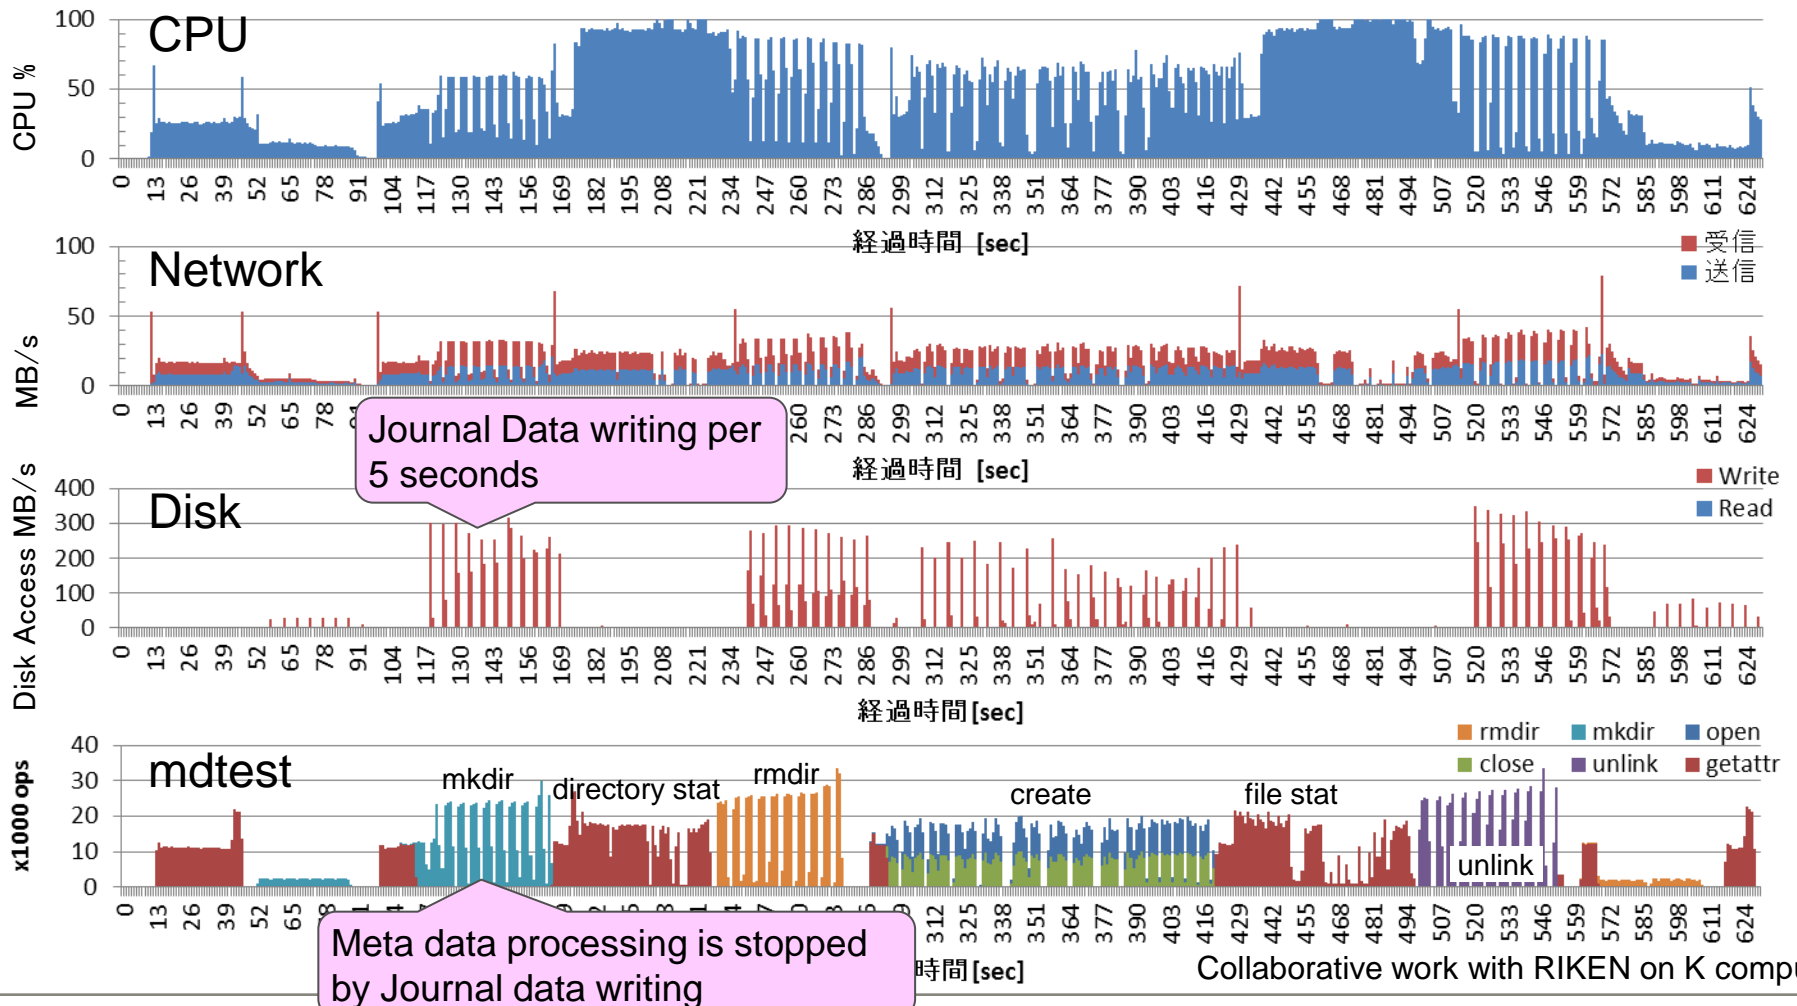 CPU
CPU %
100
50
0
0 13 26 39 52 65 78 91 104 117 130 143 156 169 182 195 208 221 234 247 260 273 286 299 312 325 338 351 364 377 390 403 416 429 442 455 468 481 494 507 520 533 546 559 572 585 598 611 624
経過時間 [sec]
Network
MB/s
100
50
0
受信
送信
0 13 26 39 52 65 78 260 273 286 299 312 325 338 351 364 377 390 403 416 429 442 455 468 481 494 507 520 533 546 559 572 585 598 611 624
経過時間 [sec]
Journal Data writing per
5 seconds
Disk
Disk Access MB/s
400
300
200
100
0
Write
Read
0 13 26 39 52 65 78 91 104 117 130 143 156 169 182 195 208 221 234 247 260 273 286 299 312 325 338 351 364 377 390 403 416 429 442 455 468 481 494 507 520 533 546 559 572 585 598 611 624
経過時間[sec]
mdtest
x1000 ops
40
30
20
10
0
rmdir mkdir open
close unlink getattr
mkdir
directory stat
rmdir
create
file stat
unlink
0 13 26 39 52 65 312 325 338 351 364 377 390 403 416 429 442 455 468 481 494 507 520 533 546 559 572 585 598 611 624
時間[sec]
Meta data processing is stopped
by Journal data writing
Collaborative work with RIKEN on K compu